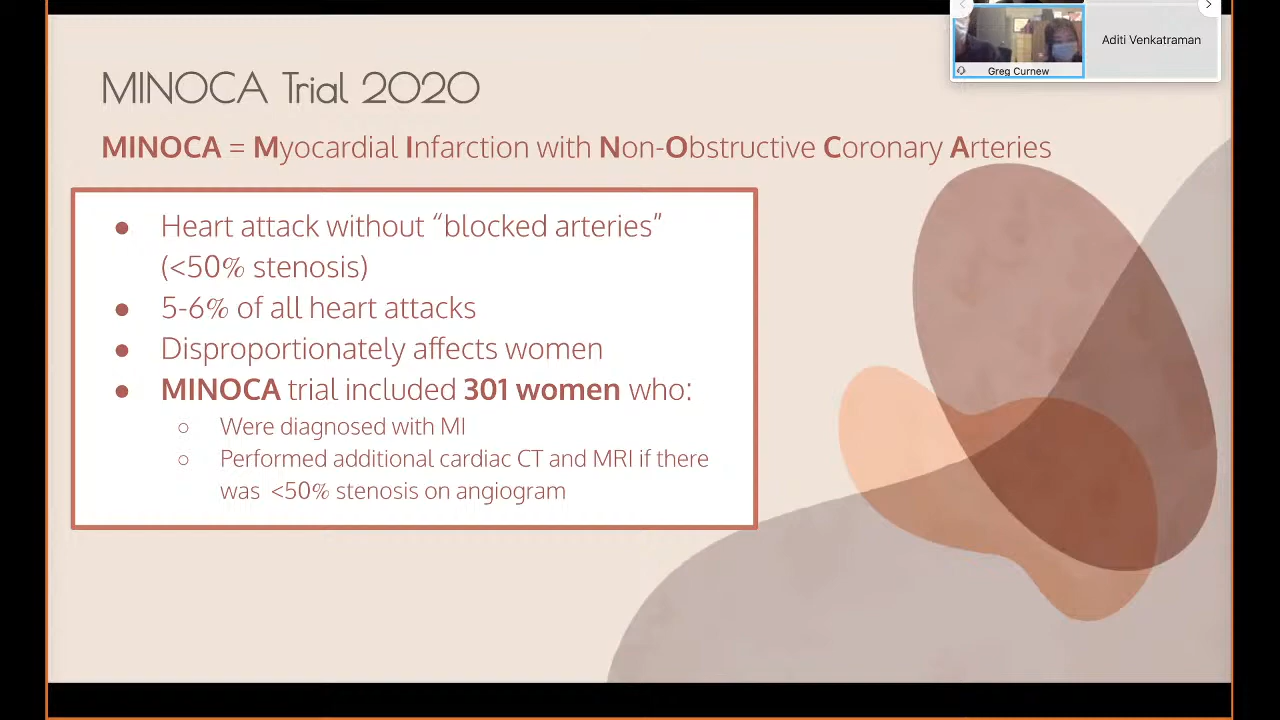 MINOCA Trial 2020
MINOCA = Myocardial Infarction with Non-Obstructive Coronary Arteries
● Heart attack without “blocked arteries”
(<50% stenosis)
● 5-6% of all heart attacks
● Disproportionately affects women
● MINOCA trial included 301 women who:
○ Were diagnosed with MI
○ Performed additional cardiac CT and MRI if there
was <50% stenosis on angiogram
Greg Curnew
Aditi Venkatraman